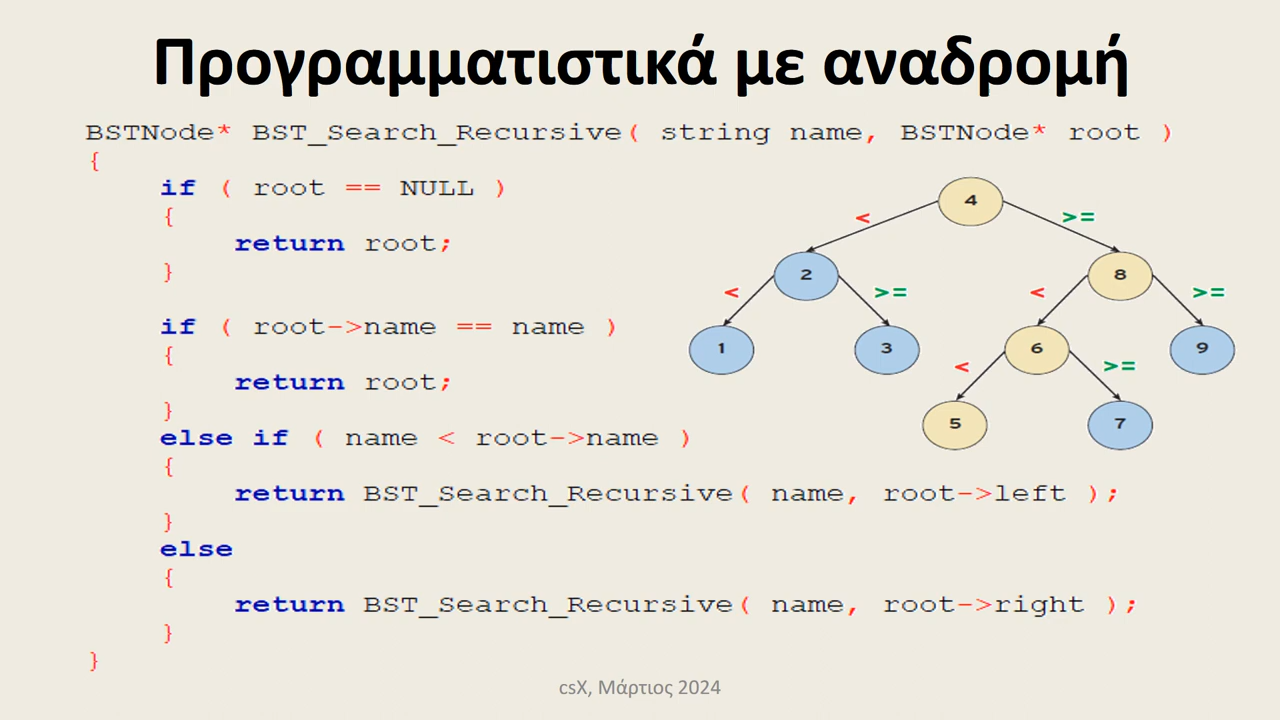 Προγραμματιστικά με αναδρομή
BSTNode* BST_Search_Recursive( string name, BSTNode* root )
{
if ( root == NULL )
{
return root;
}
if ( root->name == name )
{
return root;
}
else if ( name < root->name )
{
return BST_Search_Recursive( name, root->left );
}
else
{
return BST_Search_Recursive( name, root->right );
}
}
4
< >=
2 8
< >= < >=
1 3 6 9
< >=
5 7
csX, Μάρτιος 2024